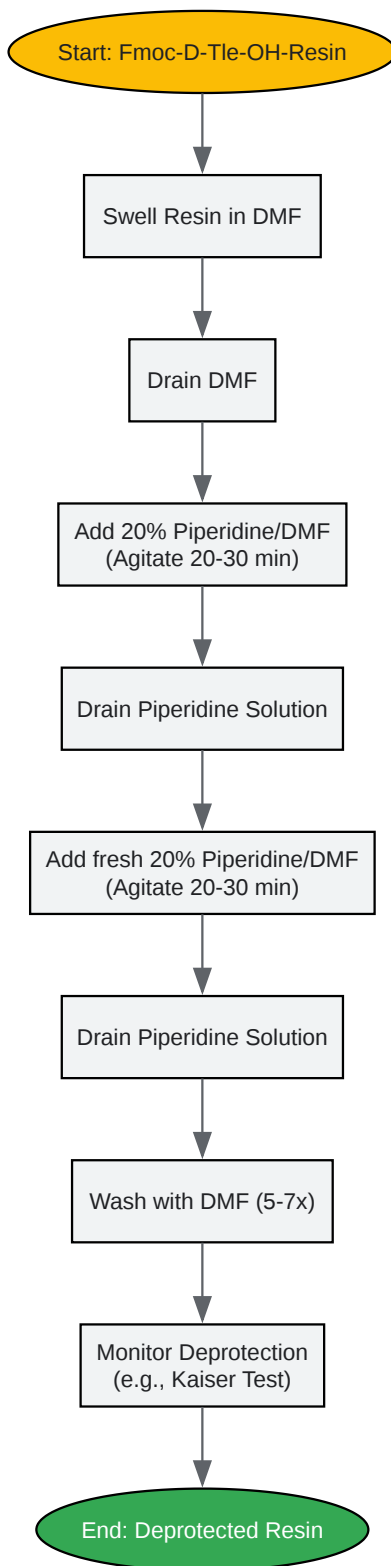 Start: Fmoc-D-Tle-OH-Resin
Swell Resin in DMF
Drain DMF
Add 20% Piperidine/DMF
(Agitate 20-30 min)
Drain Piperidine Solution
Add fresh 20% Piperidine/DMF
(Agitate 20-30 min)
Drain Piperidine Solution
Wash with DMF (5-7x)
Monitor Deprotection
(e.g., Kaiser Test)
End: Deprotected Resin